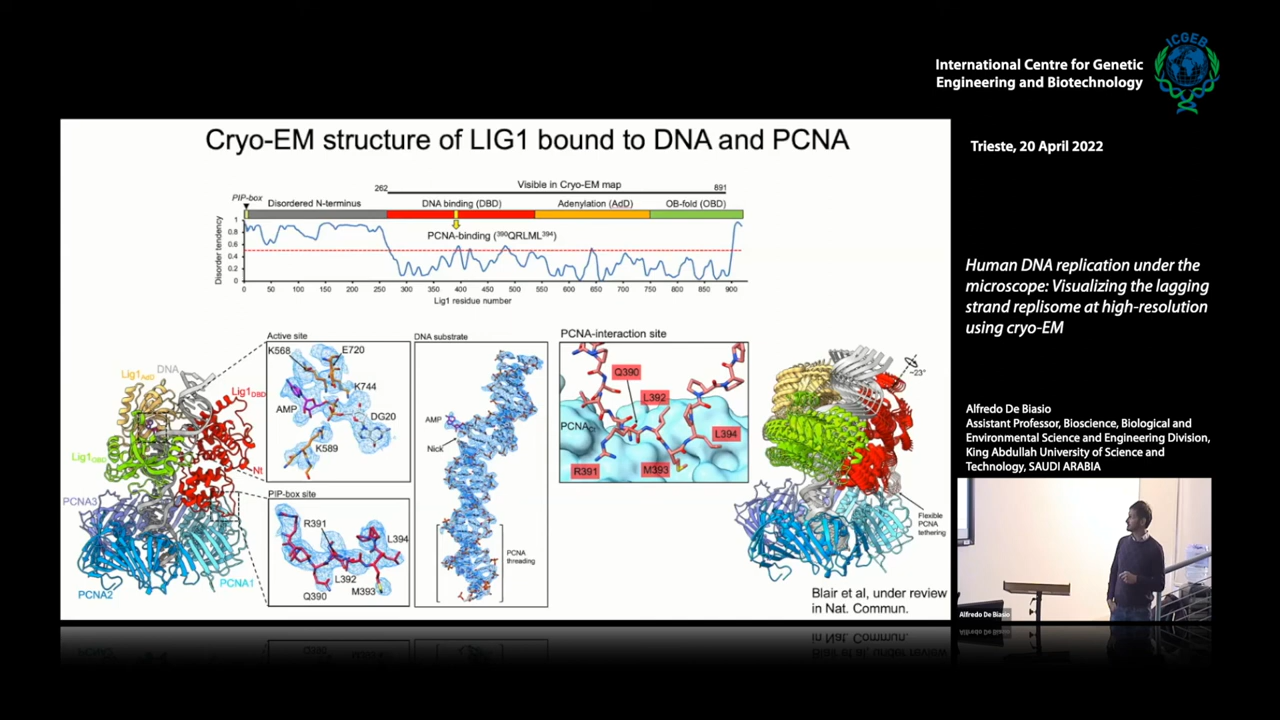 ICGEB
International Centre for Genetic
Engineering and Biotechnology
Trieste, 20 April 2022
Human DNA replication under the
microscope: Visualizing the lagging
strand replisome at high-resolution
using cryo-EM
Alfredo De Biasio
Assistant Professor, Bioscience, Biological and
Environmental Science and Engineering Division,
King Abdullah University of Science and
Technology, SAUDI ARABIA
Alfredo De Biasio
Cryo-EM structure of LIG1 bound to DNA and PCNA
262 Visible in Cryo-EM map 891
PIP-box Disordered N-terminus DNA binding (DBD) Adenylation (AdD) OB-fold (OBD)
PCNA-binding (³⁹⁰QRLML³⁹⁴)
Disorder tendency
1
0.8
0.6
0.4
0.2
0
0 50 100 150 200 250 300 350 400 450 500 550 600 650 700 750 800 850 900
Lig1 residue number
DNA
Lig1AdD
Lig1DBD
Lig1OBD
Nt
PCNA3
PCNA1
PCNA2
Active site
K568
E720
K744
AMP
DG20
K589
PIP-box site
R391
L394
L392
M393
Q390
DNA substrate
AMP
Nick
PCNA
threading
PCNA-interaction site
Q390
L392
PCNA
L394
R391
M393
~23°
Flexible
PCNA
tethering
Blair et al, under review
in Nat. Commun.